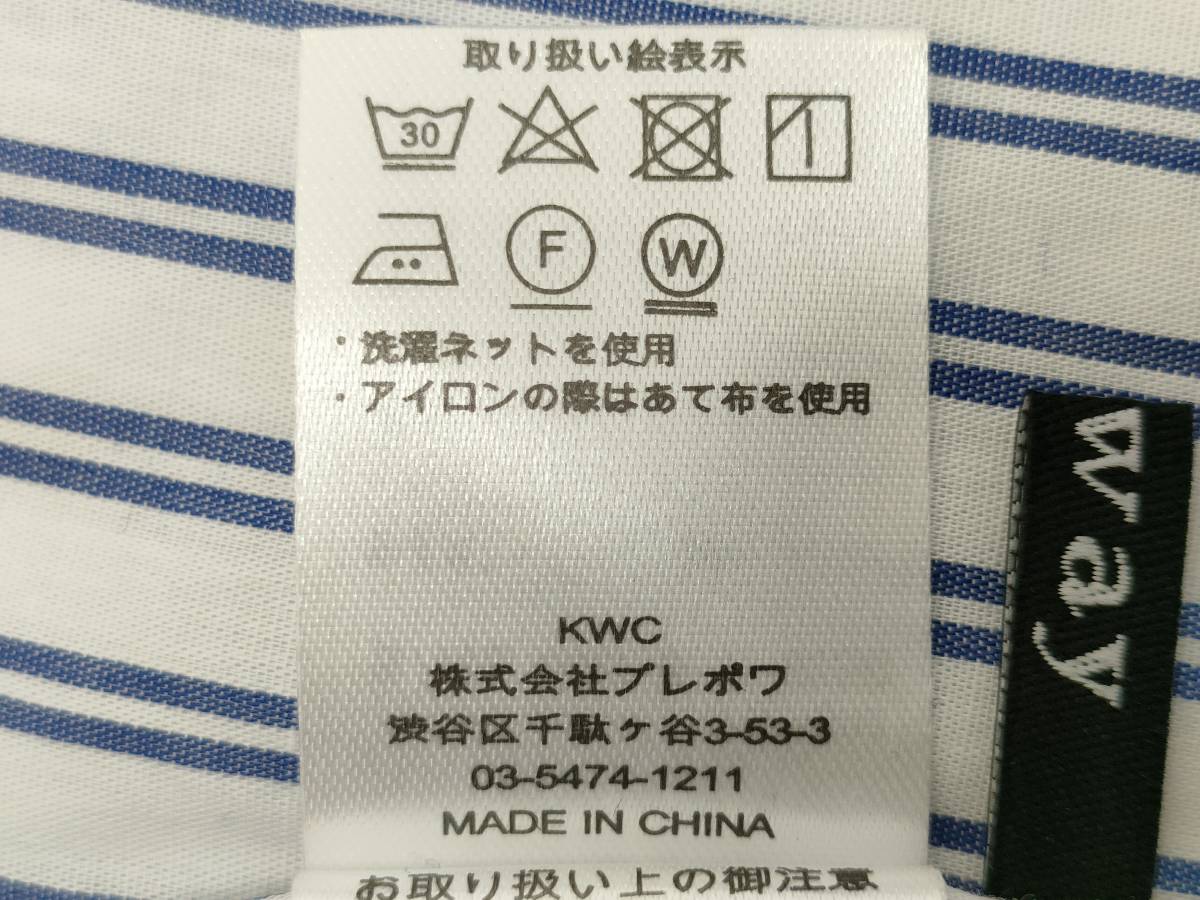 取り扱い絵表示
30
F W
・洗濯ネットを使用
・アイロンの際はあて布を使用
KWC
株式会社プレポワ
渋谷区千駄ヶ谷3-53-3
03-5474-1211
MADE IN CHINA
お取り扱い上の御注意
way